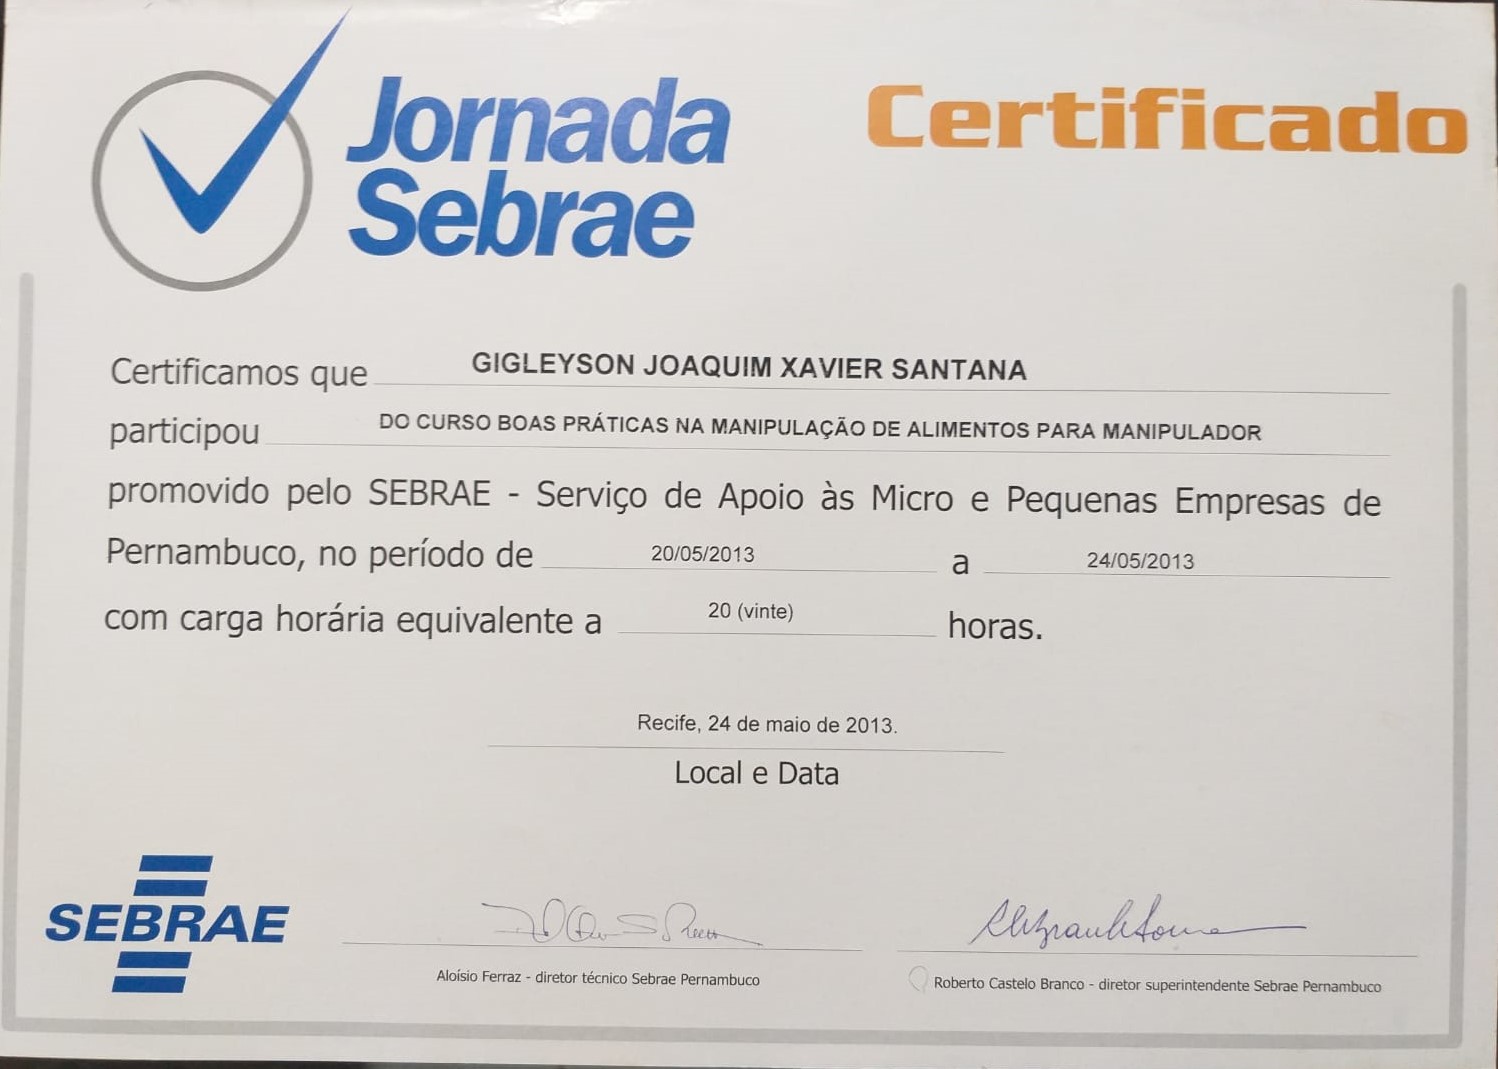 Jornada
Sebrae
Certificado
Certificamos que GIGLEYSON JOAQUIM XAVIER SANTANA
participou DO CURSO BOAS PRÁTICAS NA MANIPULAÇÃO DE ALIMENTOS PARA MANIPULADOR
promovido pelo SEBRAE - Serviço de Apoio às Micro e Pequenas Empresas de
Pernambuco, no período de 20/05/2013 a 24/05/2013
com carga horária equivalente a 20 (vinte) horas.
Recife, 24 de maio de 2013.
Local e Data
SEBRAE
Aloísio Ferraz - diretor técnico Sebrae Pernambuco
Roberto Castelo Branco - diretor superintendente Sebrae Pernambuco